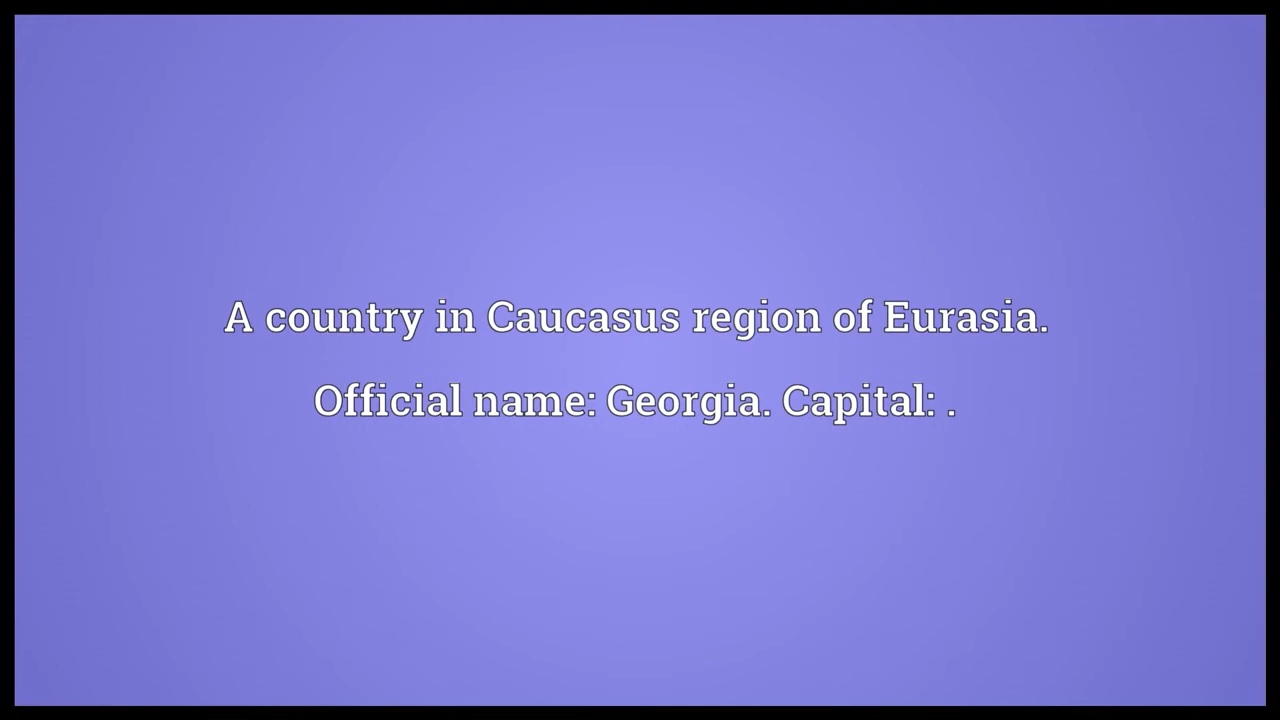 A country in Caucasus region of Eurasia.
Official name: Georgia. Capital: .